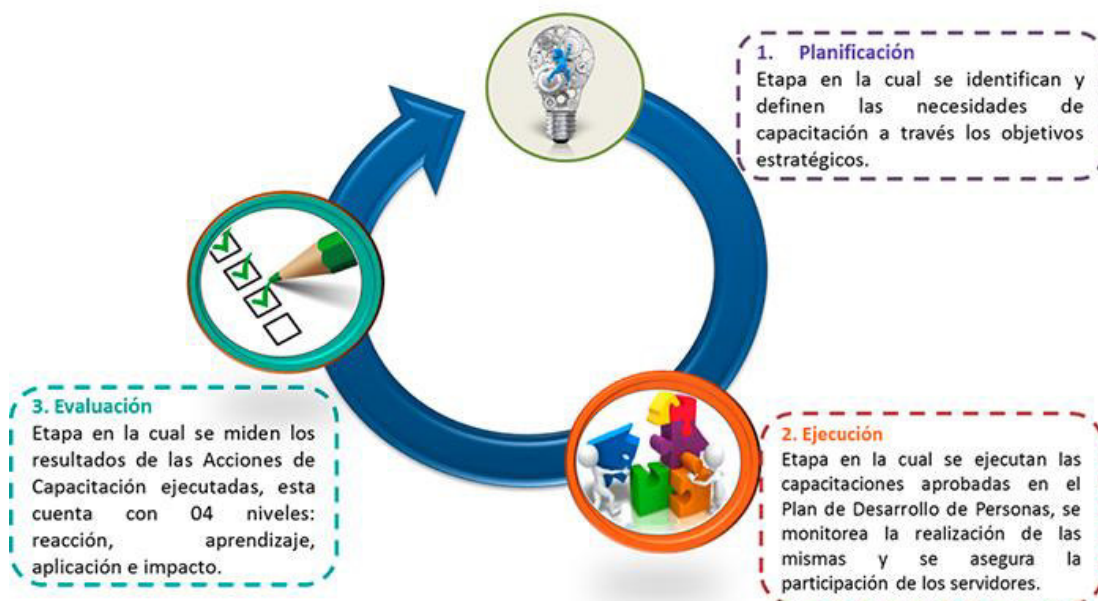 1. Planificación
Etapa en la cual se identifican y
definen las necesidades de
capacitación a través los objetivos
estratégicos.
2. Ejecución
Etapa en la cual se ejecutan las
capacitaciones aprobadas en el
Plan de Desarrollo de Personas, se
monitorea la realización de las
mismas y se asegura la
participación de los servidores.
3. Evaluación
Etapa en la cual se miden los
resultados de las Acciones de
Capacitación ejecutadas, esta
cuenta con 04 niveles:
reacción, aprendizaje,
aplicación e impacto.